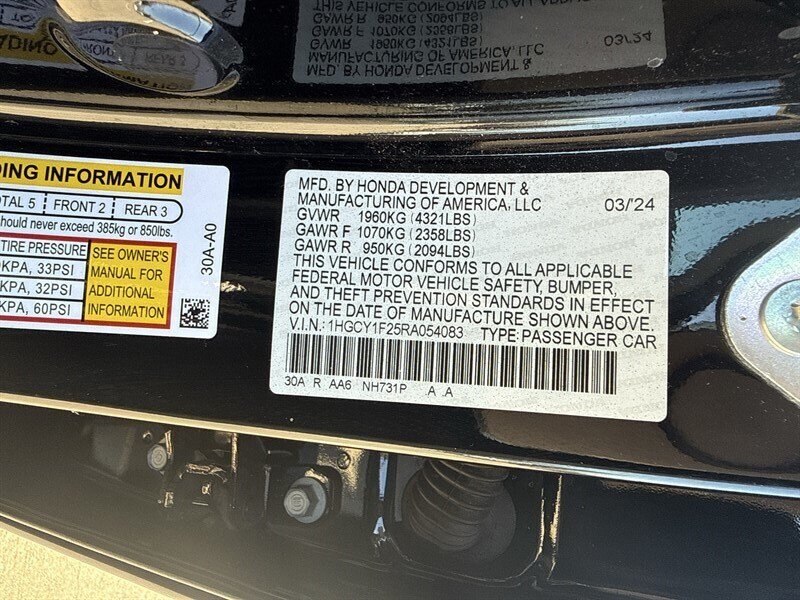 DING INFORMATION
OTAL 5 FRONT 2 REAR 3
hould never exceed 385kg or 850lbs.
TIRE PRESSURE
KPA, 33PSI
KPA, 32PSI
KPA, 60PSI
SEE OWNER'S
MANUAL FOR
ADDITIONAL
INFORMATION
30A-A0
MFD. BY HONDA DEVELOPMENT &
MANUFACTURING OF AMERICA, LLC 03/24
GVWR 1960KG (4321LBS)
GAWR F 1070KG (2358LBS)
GAWR R 950KG (2094LBS)
THIS VEHICLE CONFORMS TO ALL APPLICABLE
FEDERAL MOTOR VEHICLE SAFETY, BUMPER,
AND THEFT PREVENTION STANDARDS IN EFFECT
ON THE DATE OF MANUFACTURE SHOWN ABOVE.
V.I.N.: 1HGCY1F25RA054083 TYPE: PASSENGER CAR
30A R AA6 NH731P A A